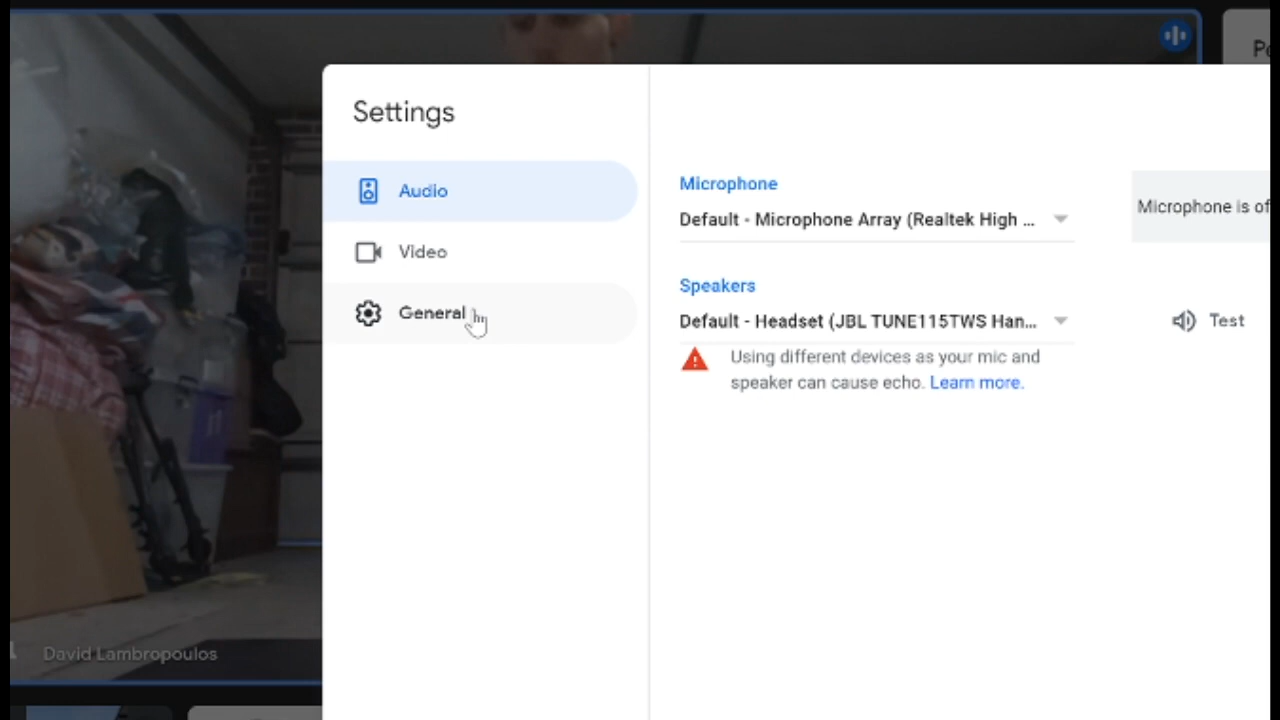 Settings
Audio
Video
General
Microphone
Default - Microphone Array (Realtek High ...
Microphone is of
Speakers
Default - Headset (JBL TUNE115TWS Han...
Test
Using different devices as your mic and
speaker can cause echo. Learn more.
David Lambropoulos